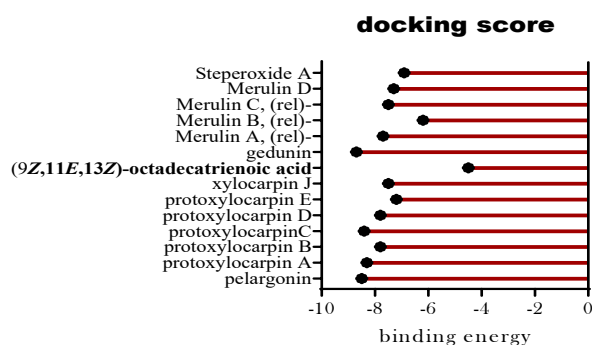 docking score
Steperoxide A
Merulin D
Merulin C, (rel)-
Merulin B, (rel)-
Merulin A, (rel)-
gedunin
(9Z,11E,13Z)-octadecatrienoic acid
xylocarpin J
protoxylocarpin E
protoxylocarpin D
protoxylocarpinC
protoxylocarpin B
protoxylocarpin A
pelargonin
-10 -8 -6 -4 -2 0
binding energy